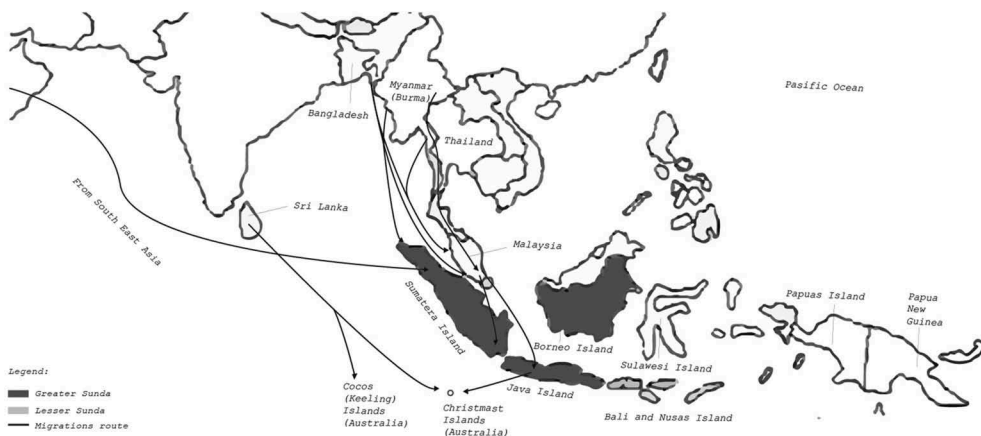 Pasific Ocean
Myanmar
(Burma)
Bangladesh
Thailand
From South East Asia
Sri Lanka
Malaysia
Sumatera Island
Papuas Island
Papua
New
Guinea
Borneo Island
Sulawesi Island
Java Island
Bali and Nusas Island
Cocos
(Keeling)
Islands
(Australia)
Christmast
Islands
(Australia)
Legend:
Greater Sunda
Lesser Sunda
Migrations route